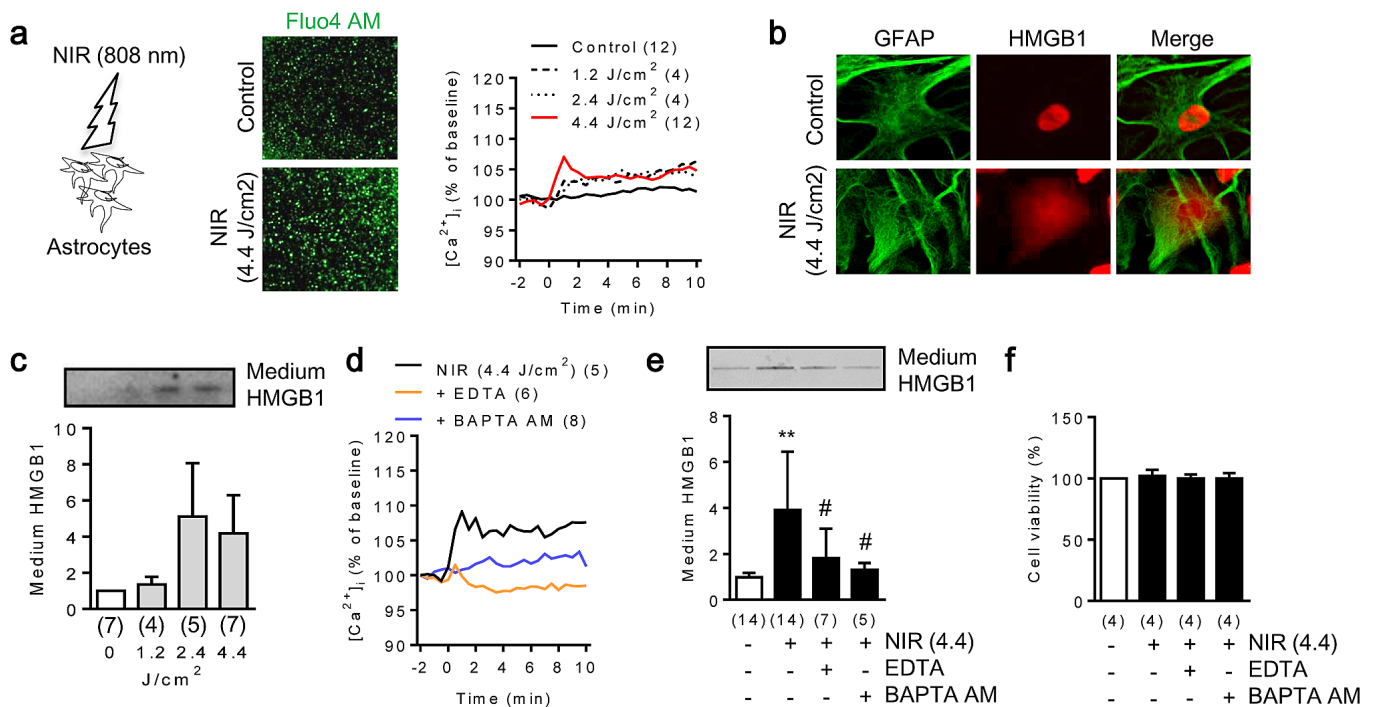 a
NIR (808 nm)
Astrocytes
Fluo4 AM
Control
NIR
(4.4 J/cm2)
Control (12)
1.2 J/cm² (4)
2.4 J/cm² (4)
4.4 J/cm² (12)
[Ca²⁺]ᵢ (% of baseline)
120
115
110
105
100
95
90
-2 0 2 4 6 8 10
Time (min)
b
GFAP HMGB1 Merge
Control
NIR
(4.4 J/cm2)
c
Medium
HMGB1
Medium HMGB1
10
8
6
4
2
0
(7) (4) (5) (7)
0 1.2 2.4 4.4
J/cm²
d
NIR (4.4 J/cm²) (5)
+ EDTA (6)
+ BAPTA AM (8)
[Ca²⁺]ᵢ (% of baseline)
120
115
110
105
100
95
90
-2 0 2 4 6 8 10
Time (min)
e
Medium
HMGB1
Medium HMGB1
8
6
4
2
0
**
#
#
(14) (14) (7) (5)
- + + + NIR (4.4)
- - + - EDTA
- - - + BAPTA AM
f
Cell viability (%)
150
100
50
0
(4) (4) (4) (4)
- + + + NIR (4.4)
- - + - EDTA
- - - + BAPTA AM